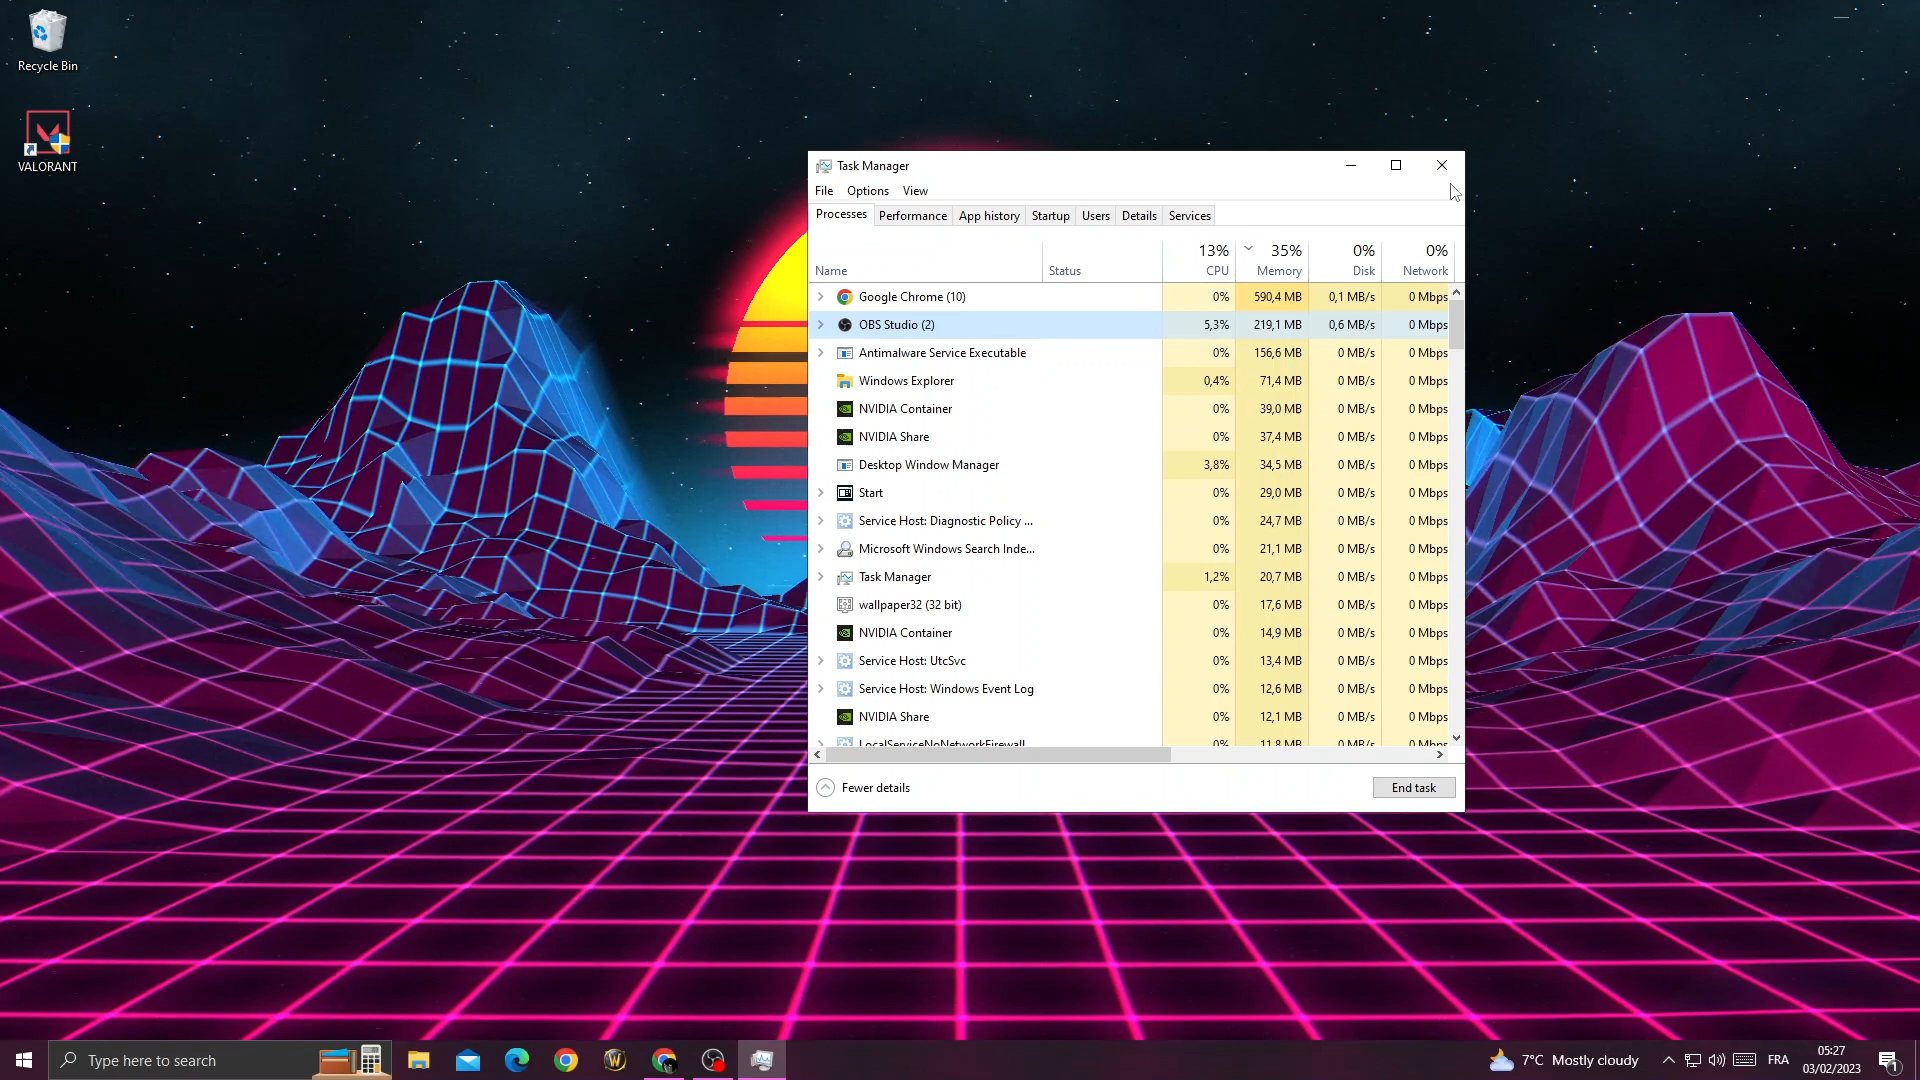 Recycle Bin
VALORANT
Task Manager
File Options View
Processes Performance App history Startup Users Details Services
13% 35% 0% 0%
Name Status CPU Memory Disk Network
Google Chrome (10) 0% 590,4 MB 0,1 MB/s 0 Mbps
OBS Studio (2) 5,3% 219,1 MB 0,6 MB/s 0 Mbps
Antimalware Service Executable 0% 156,6 MB 0 MB/s 0 Mbps
Windows Explorer 0,4% 71,4 MB 0 MB/s 0 Mbps
NVIDIA Container 0% 39,0 MB 0 MB/s 0 Mbps
NVIDIA Share 0% 37,4 MB 0 MB/s 0 Mbps
Desktop Window Manager 3,8% 34,5 MB 0 MB/s 0 Mbps
Start 0% 29,0 MB 0 MB/s 0 Mbps
Service Host: Diagnostic Policy ... 0% 24,7 MB 0 MB/s 0 Mbps
Microsoft Windows Search Inde... 0% 21,1 MB 0 MB/s 0 Mbps
Task Manager 1,2% 20,7 MB 0 MB/s 0 Mbps
wallpaper32 (32 bit) 0% 17,6 MB 0 MB/s 0 Mbps
NVIDIA Container 0% 14,9 MB 0 MB/s 0 Mbps
Service Host: UtcSvc 0% 13,4 MB 0 MB/s 0 Mbps
Service Host: Windows Event Log 0% 12,6 MB 0 MB/s 0 Mbps
NVIDIA Share 0% 12,1 MB 0 MB/s 0 Mbps
LocalServiceNoNetworkFirewall 0% 11,8 MB 0 MB/s 0 Mbps
Fewer details End task
Type here to search
7°C Mostly cloudy FRA
05:27
03/02/2023
1